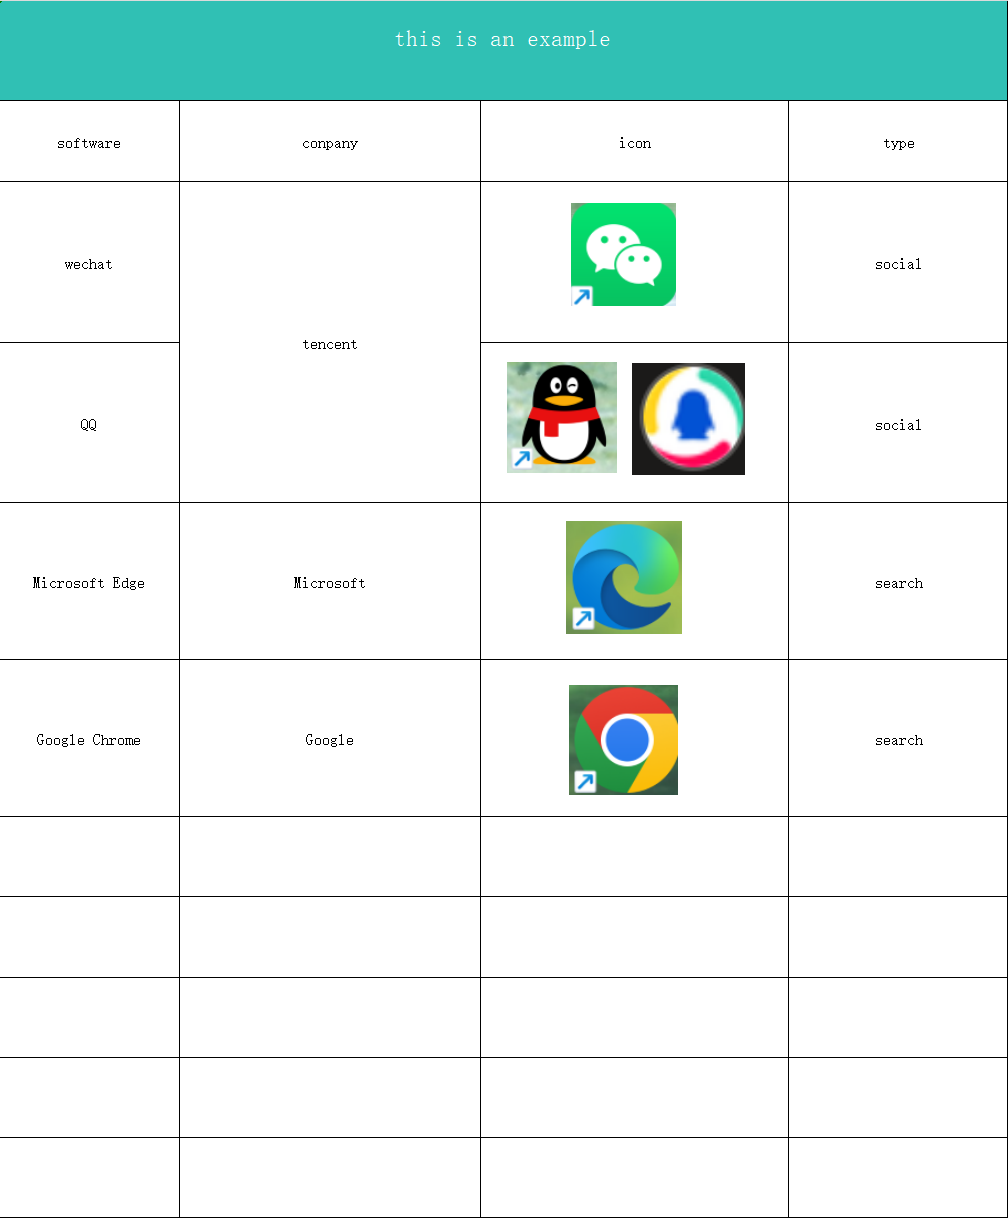 this is an example
software conpany icon type
wechat tencent social
QQ social
Microsoft Edge Microsoft search
Google Chrome Google search